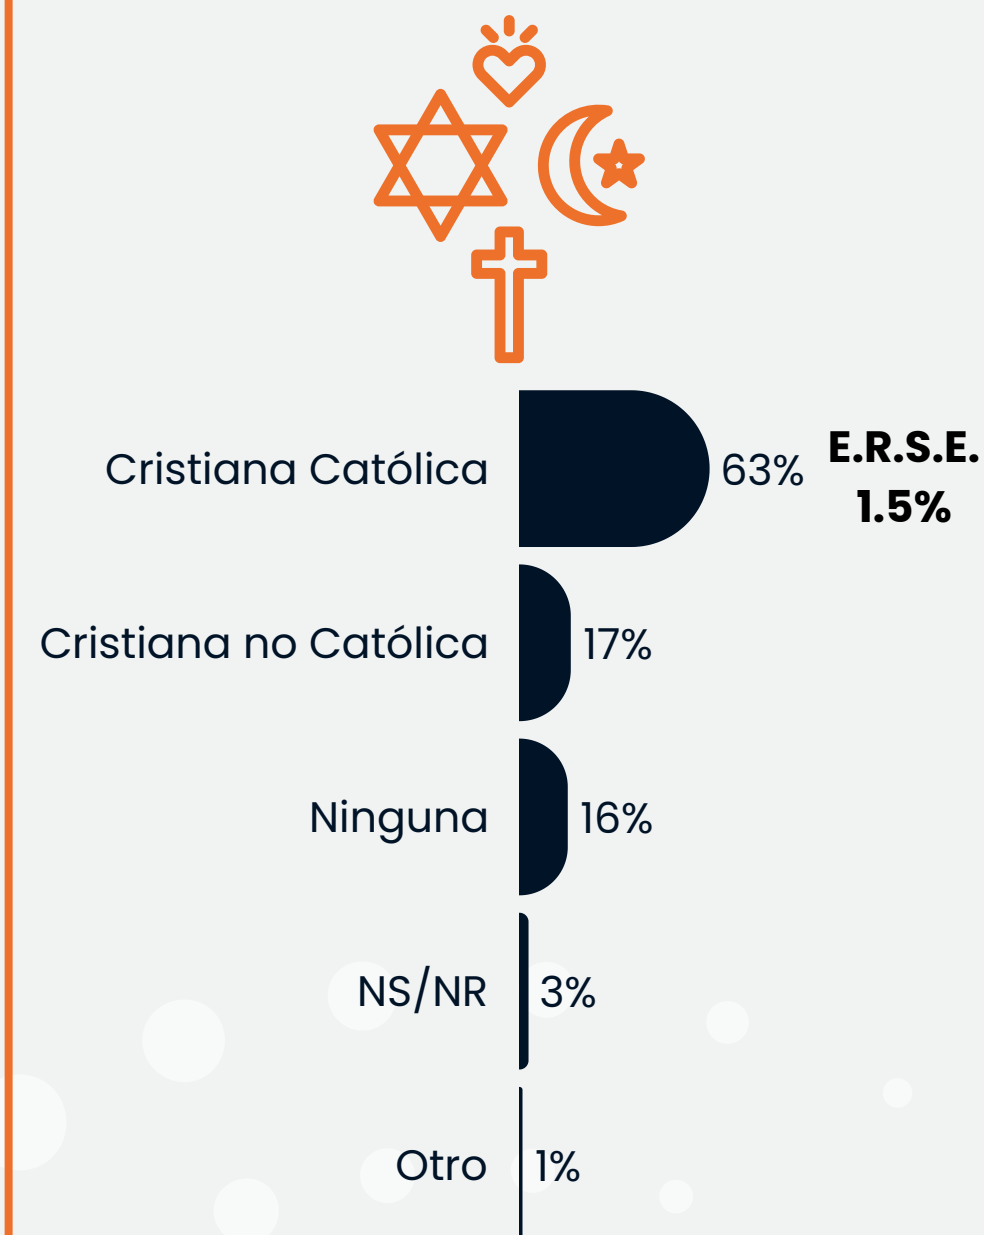 Cristiana Católica 63%
E.R.S.E.
1.5%
Cristiana no Católica 17%
Ninguna 16%
NS/NR 3%
Otro 1%